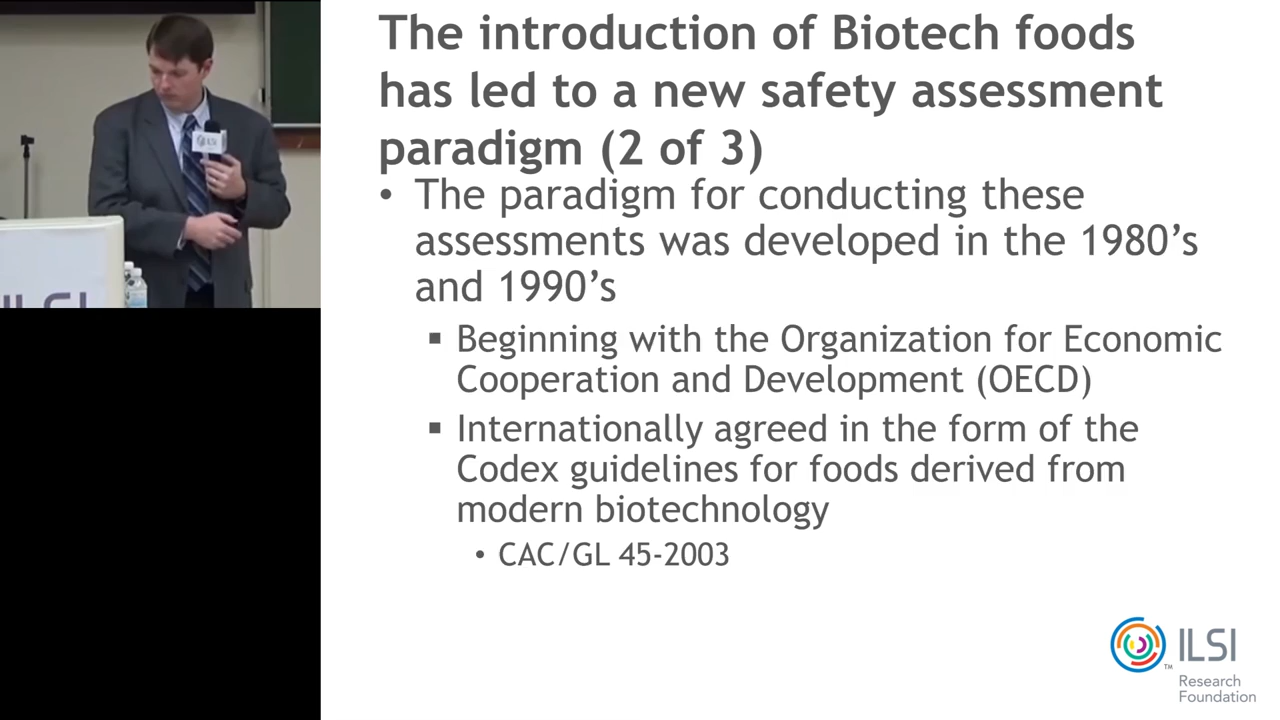 The introduction of Biotech foods
has led to a new safety assessment
paradigm (2 of 3)
• The paradigm for conducting these
assessments was developed in the 1980’s
and 1990’s
▪ Beginning with the Organization for Economic
Cooperation and Development (OECD)
▪ Internationally agreed in the form of the
Codex guidelines for foods derived from
modern biotechnology
• CAC/GL 45-2003
ILSI
ILSI
TM ILSI
Research
Foundation